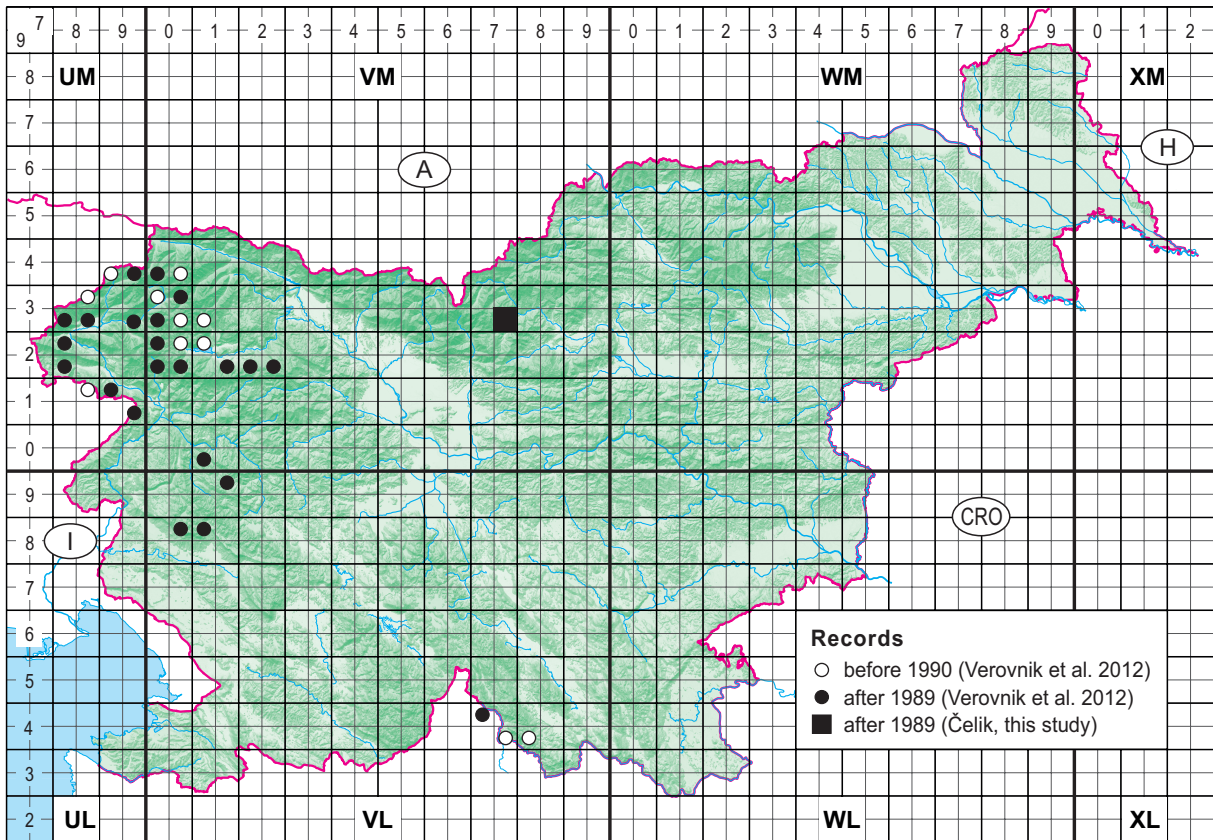 7
9
8 9 0 1 2 3 4 5 6 7 8 9 0 1 2 3 4 5 6 7 8 9 0 1 2
8 UM VM WM XM
7
6 A H
5
4
3
2
1
0
9
8 I CRO
7
6
5
4
3
2 UL VL WL XL
Records
before 1990 (Verovnik et al. 2012)
after 1989 (Verovnik et al. 2012)
after 1989 (Čelik, this study)